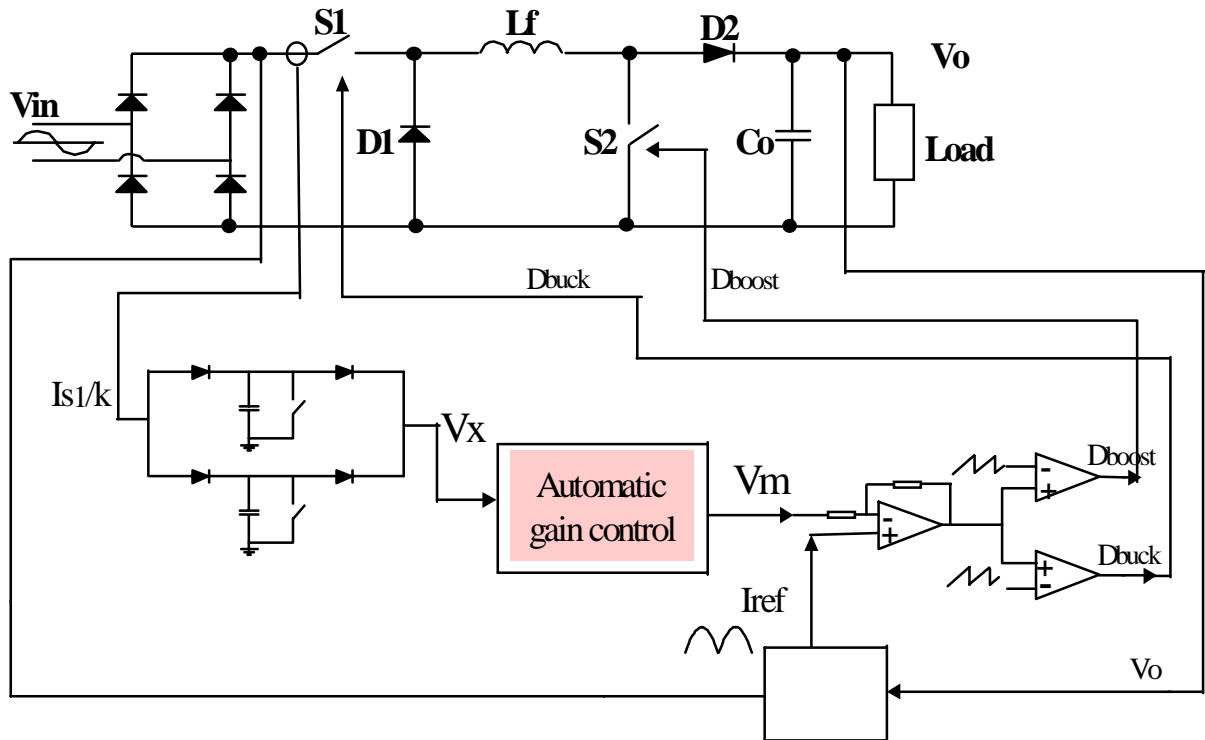 S1
Lf
D2
Vo
Vin
D1
S2
Co
Load
Dbuck
Dboost
Is1/k
Vx
Automatic
gain control
Vm
-
+
-
+
Dboost
+
-
Dbuck
Iref
Vo